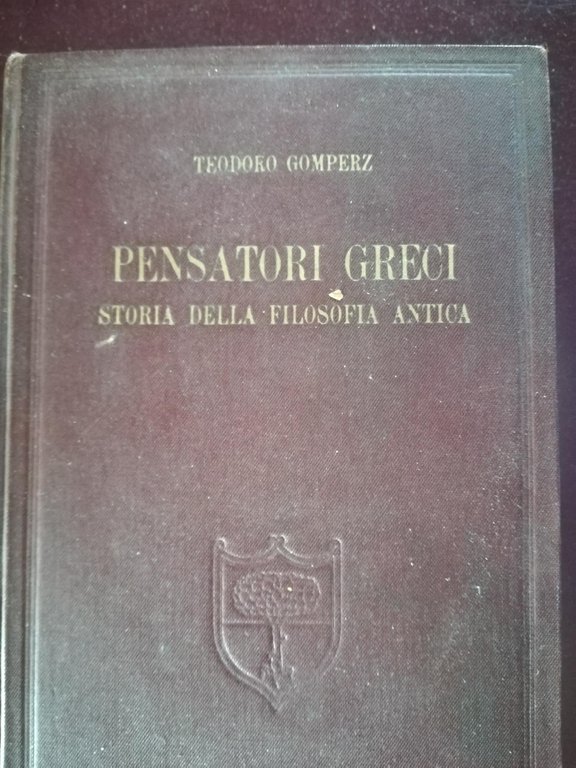 TEODORO GOMPERZ
PENSATORI GRECI
STORIA DELLA FILOSOFIA ANTICA